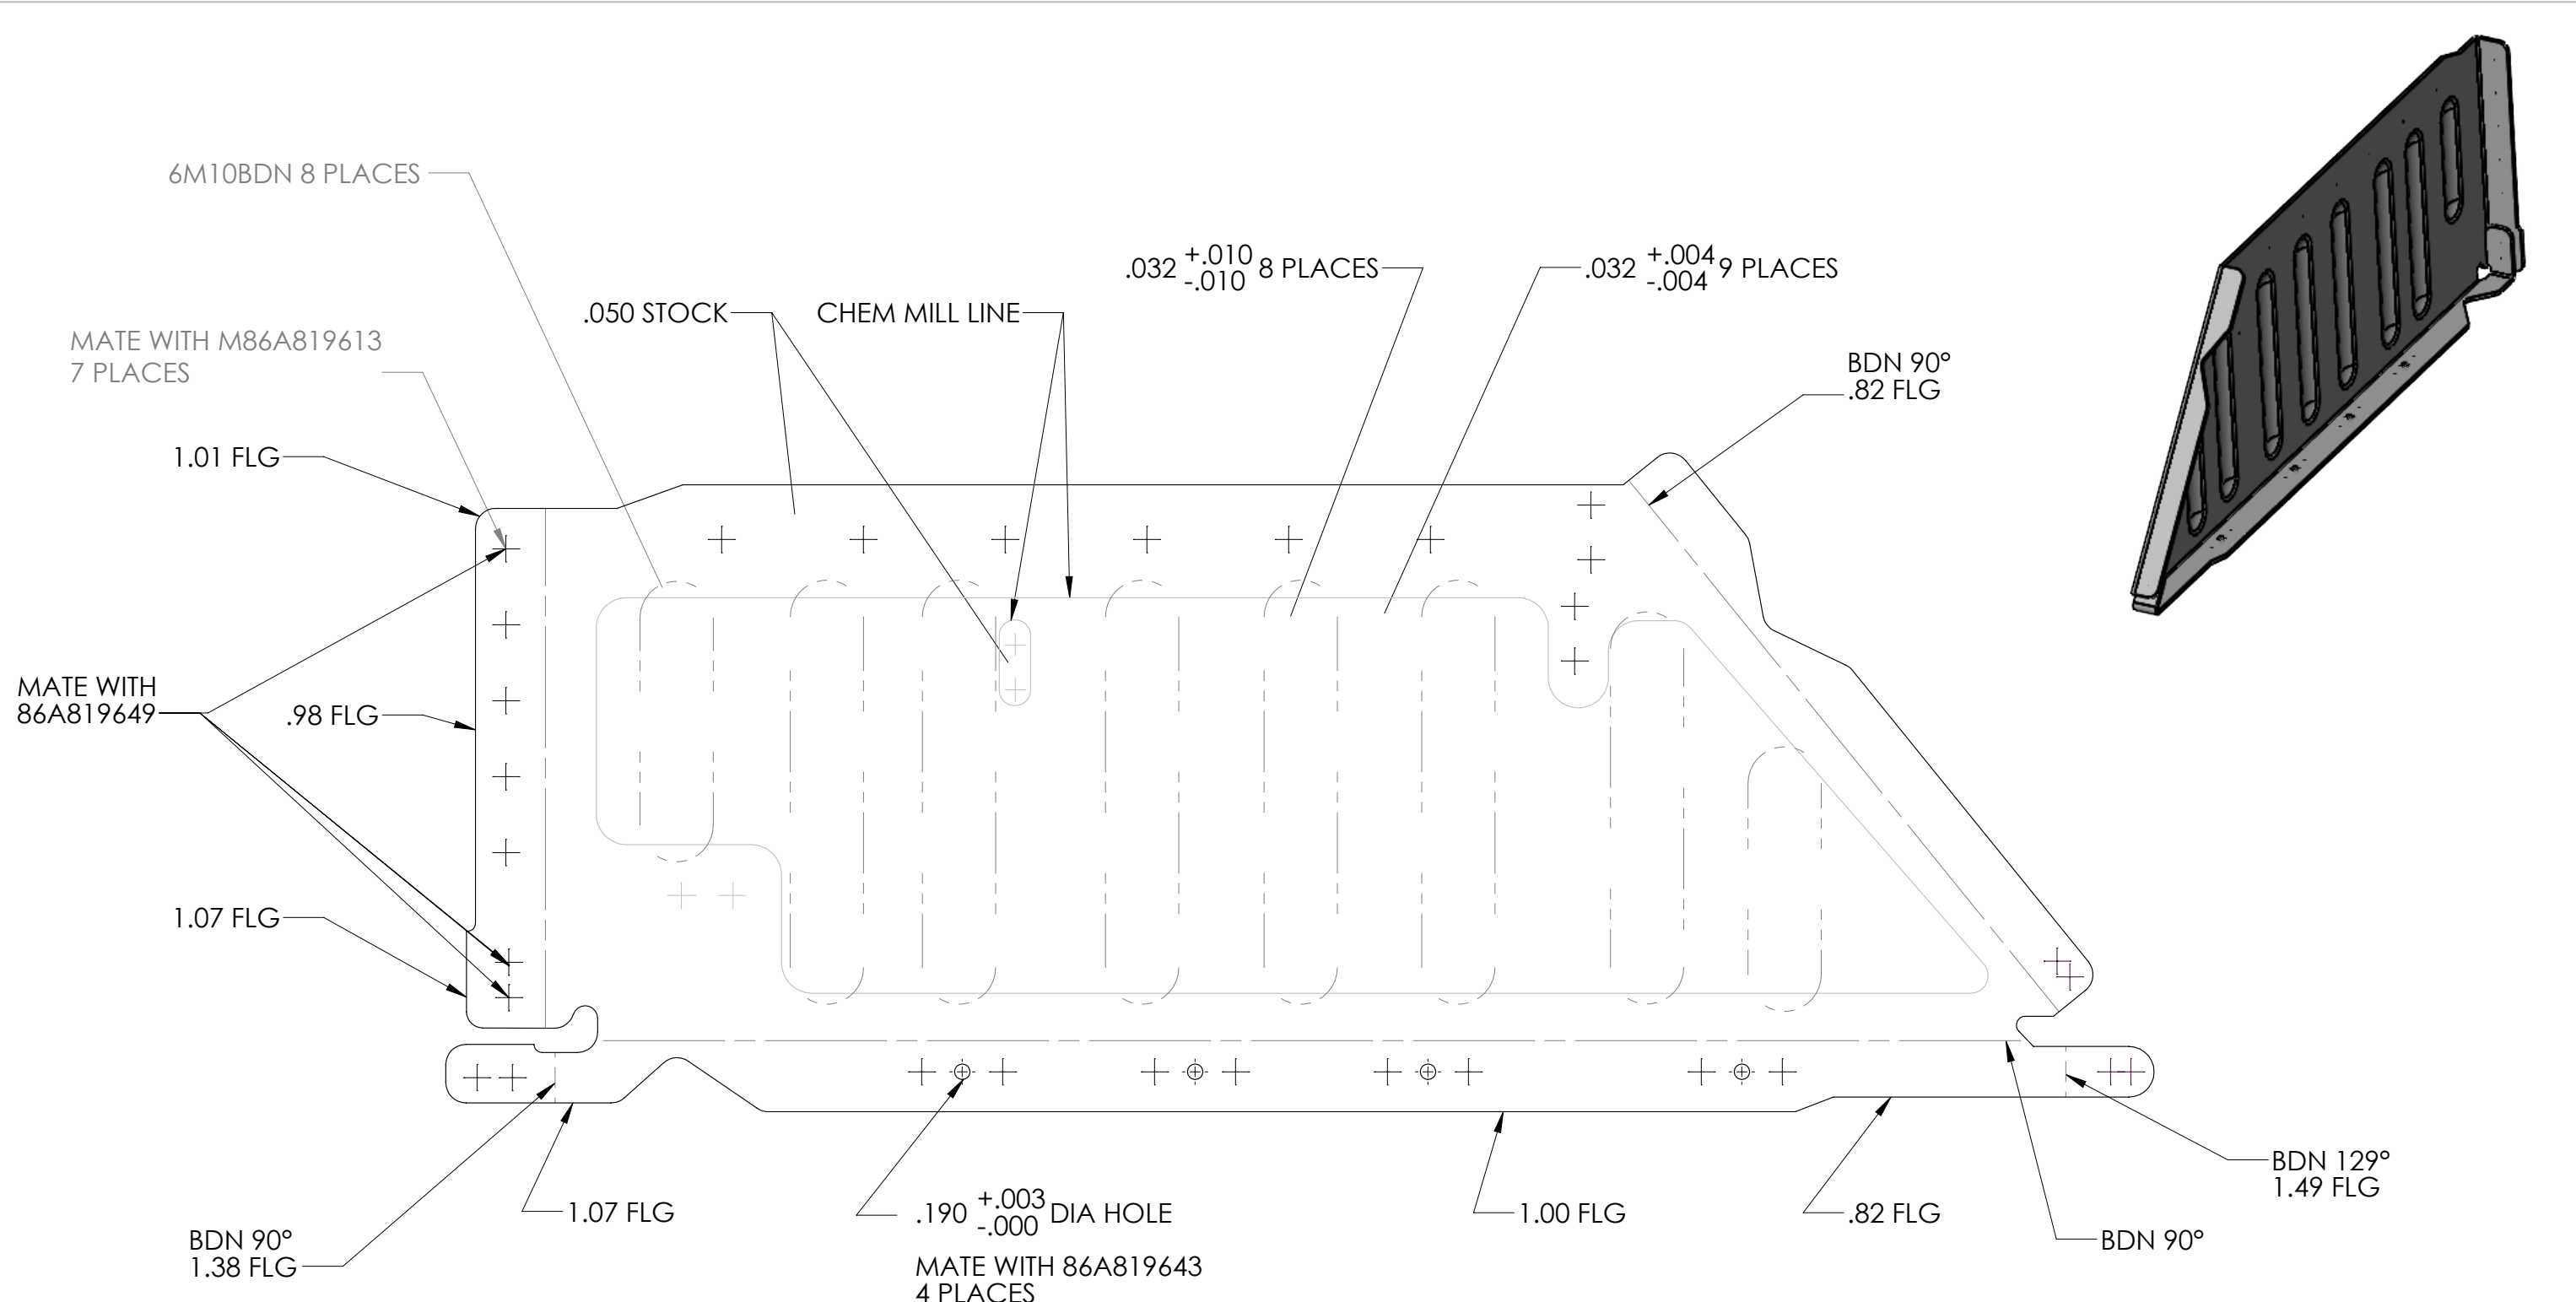 6M10BDN 8 PLACES
.032 +.010 -.010 8 PLACES
.032 +.004 -.004 9 PLACES
.050 STOCK
CHEM MILL LINE
MATE WITH M86A819613
7 PLACES
BDN 90°
.82 FLG
1.01 FLG
MATE WITH
86A819649
.98 FLG
1.07 FLG
BDN 129°
1.49 FLG
1.07 FLG
.190 +.003 -.000 DIA HOLE
MATE WITH 86A819643
4 PLACES
1.00 FLG
.82 FLG
BDN 90°
BDN 90°
1.38 FLG